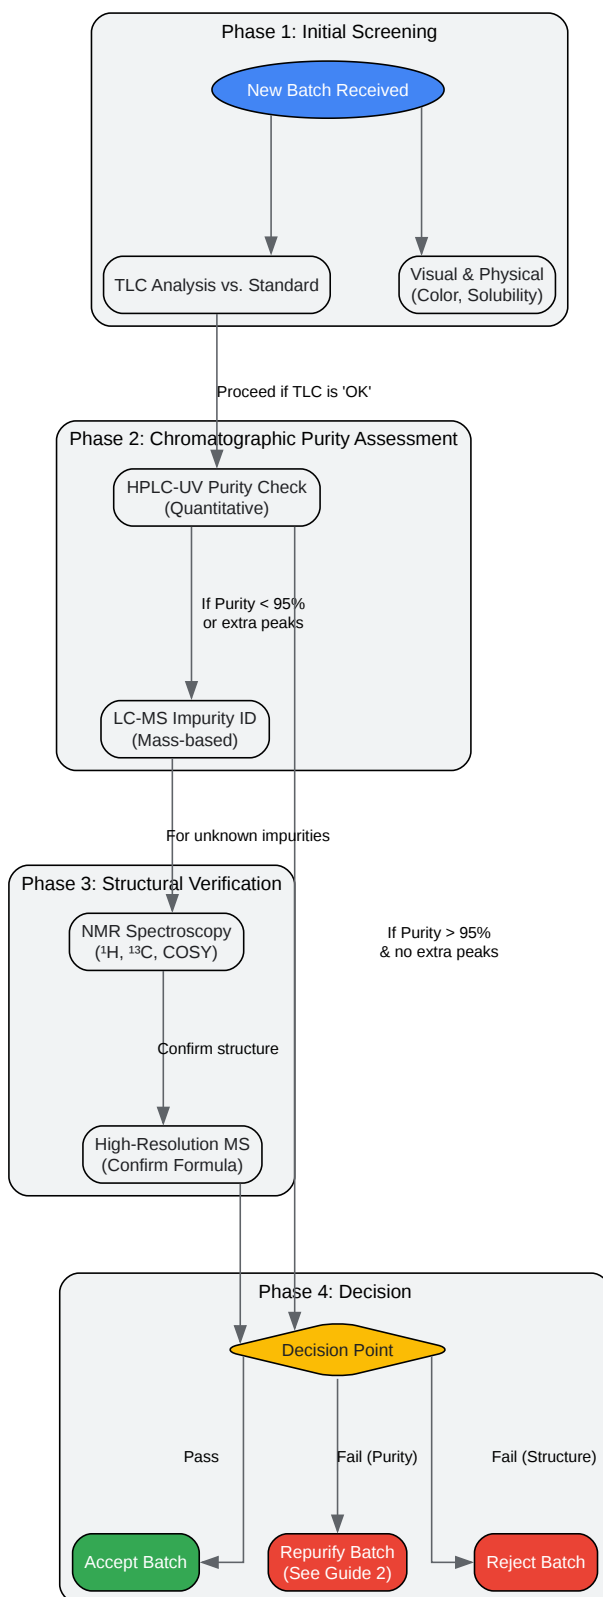 Phase 1: Initial Screening
New Batch Received
TLC Analysis vs. Standard
Visual & Physical
(Color, Solubility)
Proceed if TLC is 'OK'
Phase 2: Chromatographic Purity Assessment
HPLC-UV Purity Check
(Quantitative)
If Purity < 95%
or extra peaks
LC-MS Impurity ID
(Mass-based)
For unknown impurities
Phase 3: Structural Verification
NMR Spectroscopy
(¹H, ¹³C, COSY)
If Purity > 95%
& no extra peaks
Confirm structure
High-Resolution MS
(Confirm Formula)
Phase 4: Decision
Decision Point
Pass
Fail (Purity)
Fail (Structure)
Accept Batch
Repurify Batch
(See Guide 2)
Reject Batch